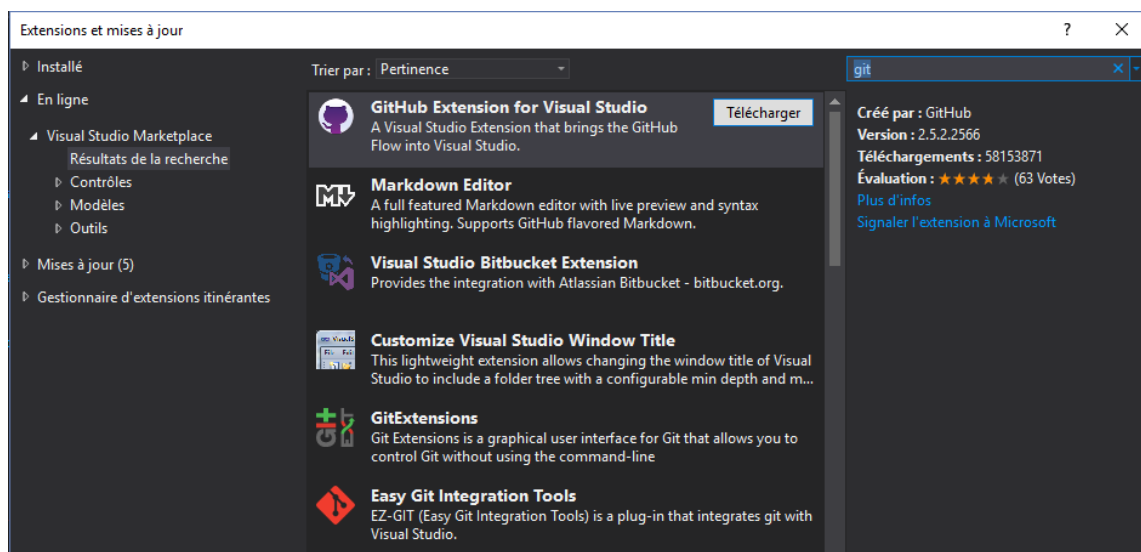 Extensions et mises à jour
? ×
Installé
En ligne
Visual Studio Marketplace
Résultats de la recherche
Contrôles
Modèles
Outils
Mises à jour (5)
Gestionnaire d'extensions itinérantes
Trier par : Pertinence
GitHub Extension for Visual Studio
A Visual Studio Extension that brings the GitHub
Flow into Visual Studio.
Télécharger
Markdown Editor
A full featured Markdown editor with live preview and syntax
highlighting. Supports GitHub flavored Markdown.
Visual Studio Bitbucket Extension
Provides the integration with Atlassian Bitbucket - bitbucket.org.
Customize Visual Studio Window Title
This lightweight extension allows changing the window title of Visual
Studio to include a folder tree with a configurable min depth and m...
GitExtensions
Git Extensions is a graphical user interface for Git that allows you to
control Git without using the command-line
Easy Git Integration Tools
EZ-GIT (Easy Git Integration Tools) is a plug-in that integrates git with
Visual Studio.
git
Créé par : GitHub
Version : 2.5.2.2566
Téléchargements : 58153871
Évaluation : ★★★★★ (63 Votes)
Plus d'infos
Signaler l'extension à Microsoft